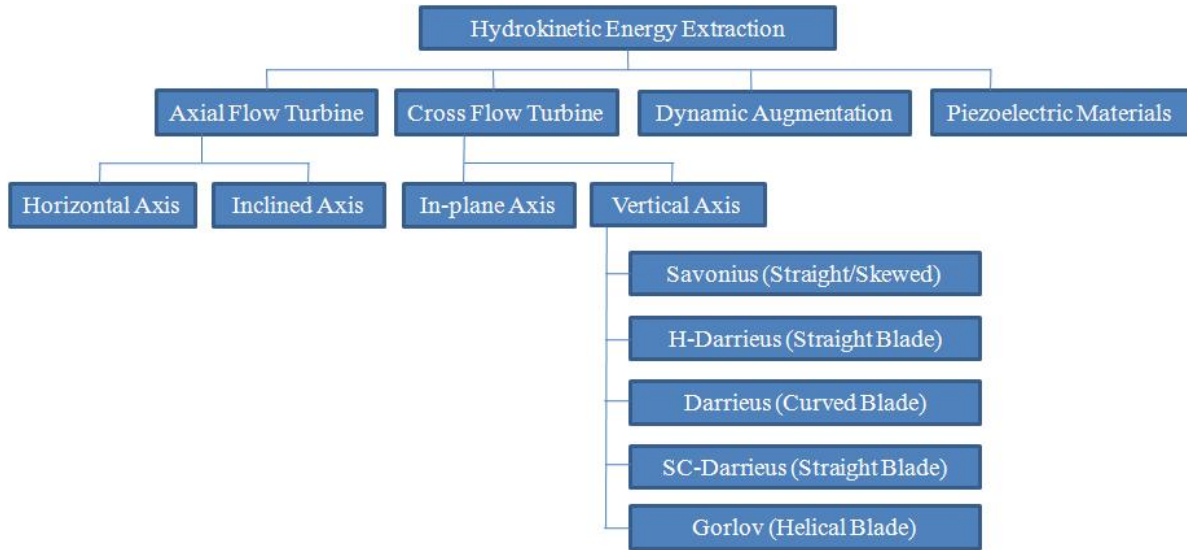 Hydrokinetic Energy Extraction
Axial Flow Turbine
Cross Flow Turbine
Dynamic Augmentation
Piezoelectric Materials
Horizontal Axis
Inclined Axis
In-plane Axis
Vertical Axis
Savonius (Straight/Skewed)
H-Darrieus (Straight Blade)
Darrieus (Curved Blade)
SC-Darrieus (Straight Blade)
Gorlov (Helical Blade)